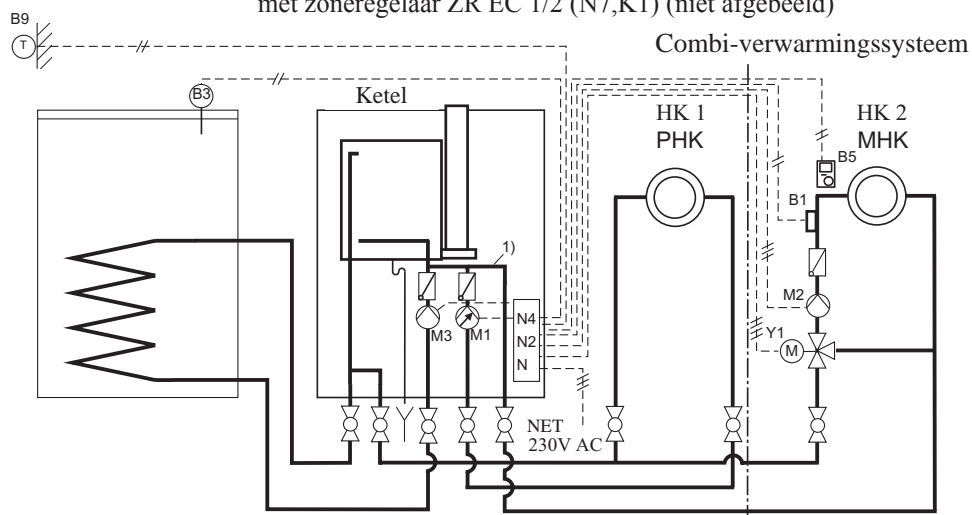 met zoneregelaar ZR EC 1/2 (N7,K1) (niet afgebeeld)
B9
T
Combi-verwarmingssysteem
B3
Ketel
HK 1
PHK
HK 2
MHK
B5
B1
1)
M3
M1
N4
N2
N
M2
Y1
M
NET
230V AC